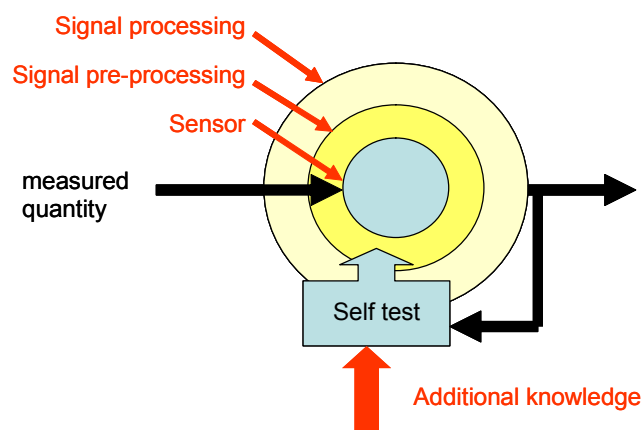 Signal processing
Signal pre-processing
Sensor
measured
quantity
Self test
Additional knowledge